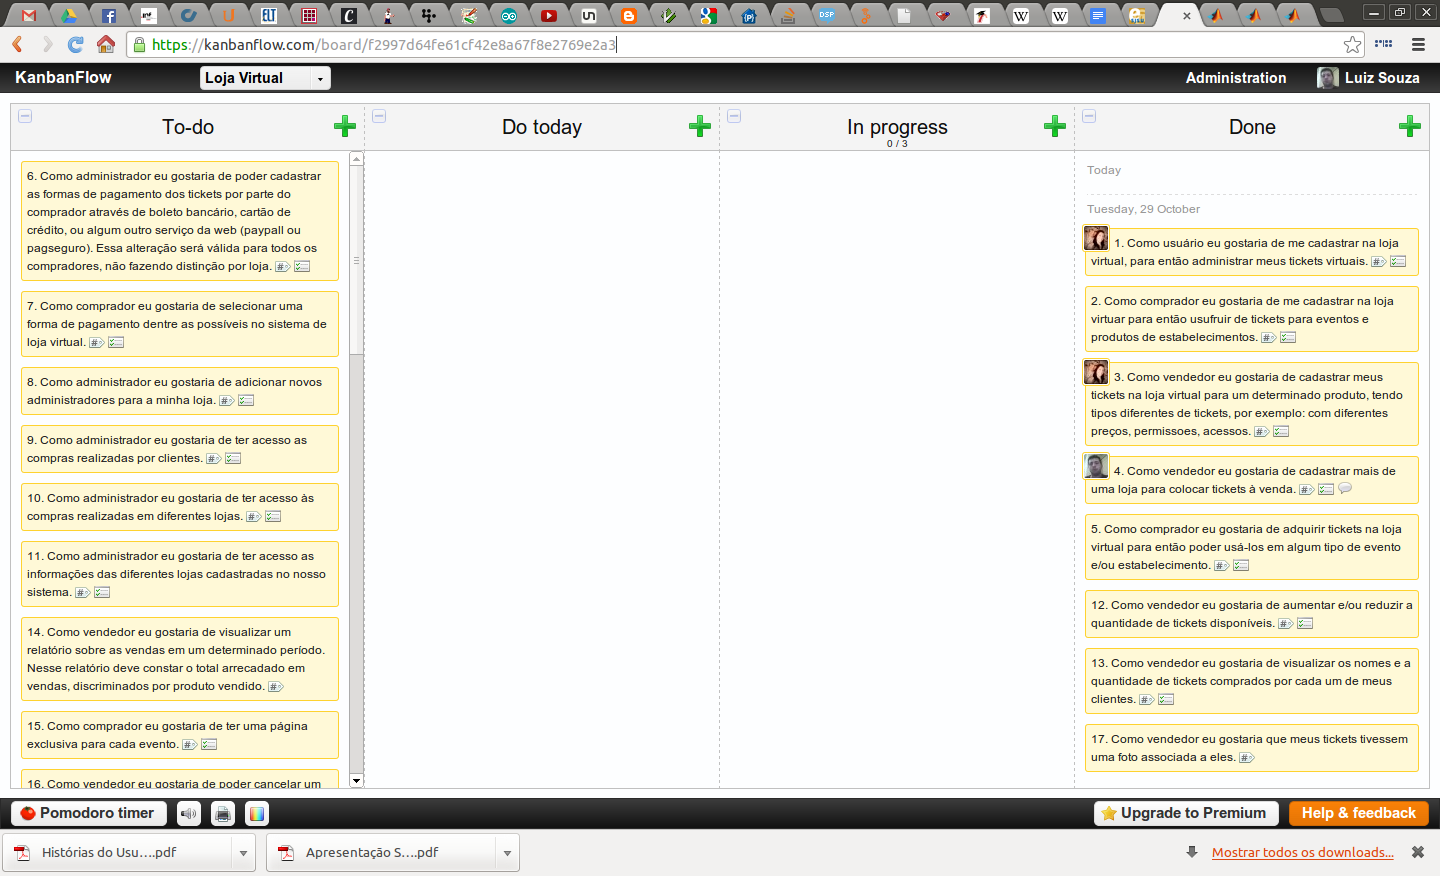 https://kanbanflow.com/board/f2997d64fe61cf42e8a67f8e2769e2a3
KanbanFlow
Loja Virtual
Administration
Luiz Souza
To-do
Do today
In progress
0 / 3
Done
6. Como administrador eu gostaria de poder cadastrar
as formas de pagamento dos tickets por parte do
comprador através de boleto bancário, cartão de
crédito, ou algum outro serviço da web (paypall ou
pagseguro). Essa alteração será válida para todos os
compradores, não fazendo distinção por loja.
7. Como comprador eu gostaria de selecionar uma
forma de pagamento dentre as possíveis no sistema de
loja virtual.
8. Como administrador eu gostaria de adicionar novos
administradores para a minha loja.
9. Como administrador eu gostaria de ter acesso as
compras realizadas por clientes.
10. Como administrador eu gostaria de ter acesso às
compras realizadas em diferentes lojas.
11. Como administrador eu gostaria de ter acesso as
informações das diferentes lojas cadastradas no nosso
sistema.
14. Como vendedor eu gostaria de visualizar um
relatório sobre as vendas em um determinado período.
Nesse relatório deve constar o total arrecadado em
vendas, discriminados por produto vendido.
15. Como comprador eu gostaria de ter uma página
exclusiva para cada evento.
16. Como vendedor eu gostaria de poder cancelar um
Today
Tuesday, 29 October
1. Como usuário eu gostaria de me cadastrar na loja
virtual, para então administrar meus tickets virtuais.
2. Como comprador eu gostaria de me cadastrar na loja
virtuar para então usufruir de tickets para eventos e
produtos de estabelecimentos.
3. Como vendedor eu gostaria de cadastrar meus
tickets na loja virtual para um determinado produto, tendo
tipos diferentes de tickets, por exemplo: com diferentes
preços, permissoes, acessos.
4. Como vendedor eu gostaria de cadastrar mais de
uma loja para colocar tickets à venda.
5. Como comprador eu gostaria de adquirir tickets na loja
virtual para então poder usá-los em algum tipo de evento
e/ou estabelecimento.
12. Como vendedor eu gostaria de aumentar e/ou reduzir a
quantidade de tickets disponíveis.
13. Como vendedor eu gostaria de visualizar os nomes e a
quantidade de tickets comprados por cada um de meus
clientes.
17. Como vendedor eu gostaria que meus tickets tivessem
uma foto associada a eles.
Pomodoro timer
Upgrade to Premium
Help & feedback
Histórias do Usu….pdf
Apresentação S….pdf
Mostrar todos os downloads...